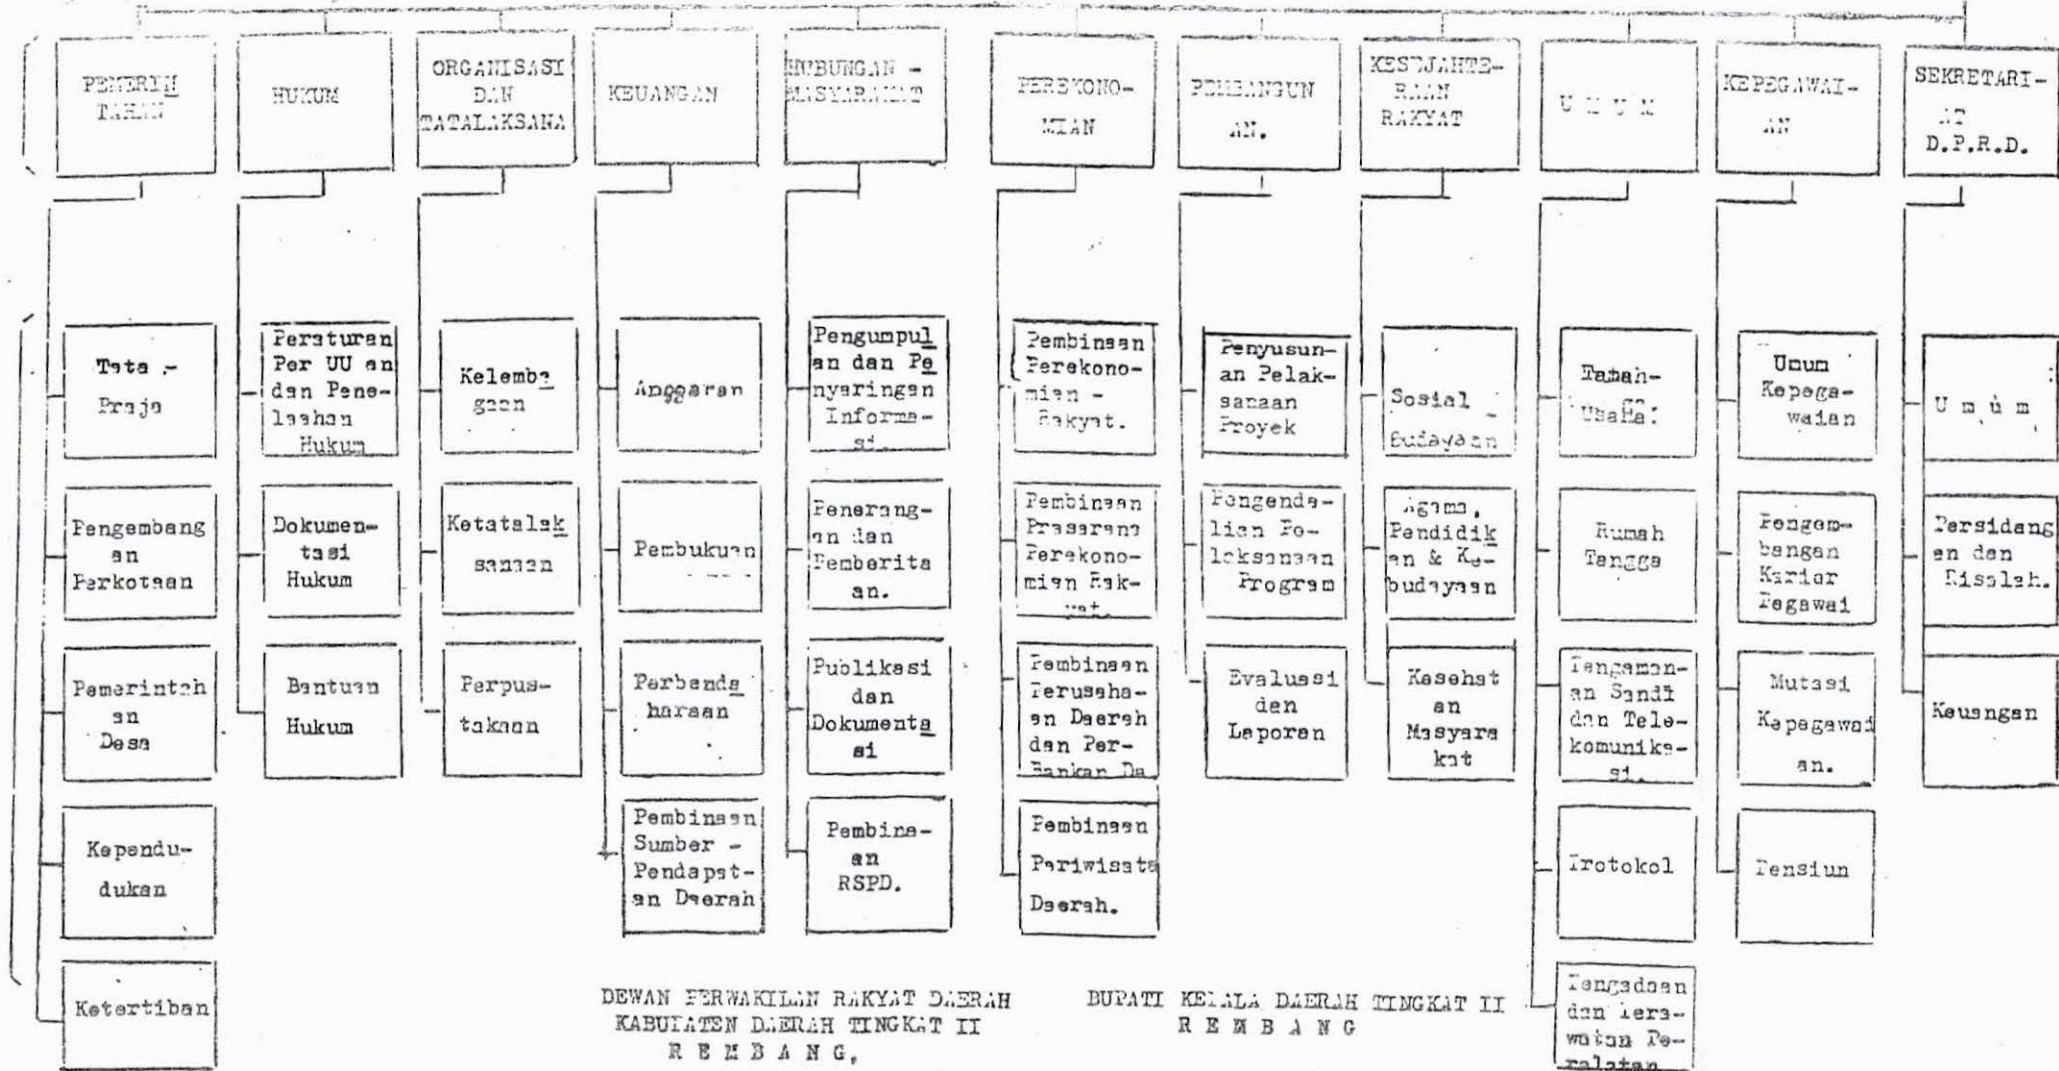 PEMERIN
TAHAN
HUKUM
ORGANISASI
DAN
TATALAKSANA
KEUANGAN
HUBUNGAN -
MASYARAKAT
PEREKONO-
MIAN
PEMBANGUN
AN.
KESEJAHTE-
RAAN
RAKYAT
U M U M
KEPEGAWAI-
AN
SEKRETARI-
AT
D.P.R.D.
Tata -
Praja
Pengembang
an
Perkotaan
Pemerintah
an
Desa
Kependu-
dukan
Ketertiban
Peraturan
Per UU an
dan Pene-
laahan
Hukum
Dokumen-
tasi
Hukum
Bantuan
Hukum
Kelemba
gaan
Ketatalak
sanaan
Perpus-
takaan
Anggaran
Pembukuan
Perbenda
haraan
Pembinaan
Sumber -
Pendapat-
an Daerah
Pengumpul
an dan Pe
nyaringan
Informa-
si.
Penerang-
an dan
Pemberita
an.
Publikasi
dan
Dokumenta
si
Pembina-
an
RSPD.
Pembinaan
Perekono-
mian -
Rakyat.
Pembinaan
Prasarana
Perekono-
mian Rak-
yat.
Pembinaan
Perusaha-
an Daerah
dan Per-
Bankan Da
Pembinaan
Pariwisata
Daerah.
Penyusun-
an Pelak-
sanaan
Proyek
Pengenda-
lian Pe-
laksanaan
Program
Evaluasi
dan
Laporan
Sosial -
Budayaan
Agama,
Pendidik
an & Ke-
budayaan
Kesehat
an
Masyara
kat
Usaha.
Rumah
Tangga
Pengaman-
an Sandi
dan Tele-
komunika-
si.
Protokol
Pengadaan
dan Pera-
watan Pe-
ralatan
Umum
Kepega-
waian
Pengem-
bangan
Karier
Pegawai
Mutasi
Kepegawai
an.
Pensiun
U m u m
Persidang
an dan
Risalah.
Keuangan
DEWAN PERWAKILAN RAKYAT DAERAH
KABUPATEN DAERAH TINGKAT II
R E M B A N G,
BUPATI KEPALA DAERAH TINGKAT II
R E M B A N G